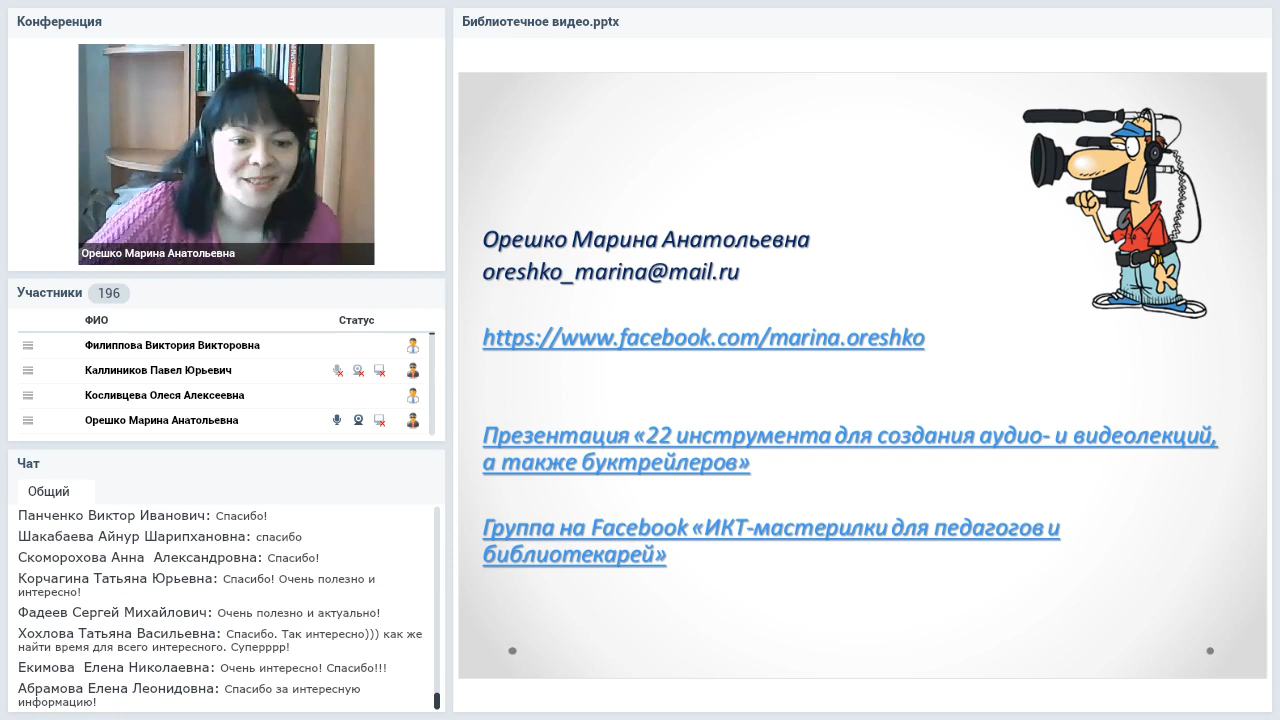 Конференция
Орешко Марина Анатольевна
Участники 196
ФИО Статус
Филиппова Виктория Викторовна
Каллиников Павел Юрьевич
Косливцева Олеся Алексеевна
Орешко Марина Анатольевна
Чат
Общий
Панченко Виктор Иванович: Спасибо!
Шакабаева Айнур Шарипхановна: спасибо
Скоморохова Анна Александровна: Спасибо!
Корчагина Татьяна Юрьевна: Спасибо! Очень полезно и
интересно!
Фадеев Сергей Михайлович: Очень полезно и актуально!
Хохлова Татьяна Васильевна: Спасибо. Так интересно))) как же
найти время для всего интересного. Суперррр!
Екимова Елена Николаевна: Очень интересно! Спасибо!!!
Абрамова Елена Леонидовна: Спасибо за интересную
информацию!
Библиотечное видео.pptx
Орешко Марина Анатольевна
oreshko_marina@mail.ru
https://www.facebook.com/marina.oreshko
Презентация «22 инструмента для создания аудио- и видеолекций,
а также буктрейлеров»
Группа на Facebook «ИКТ-мастерилки для педагогов и
библиотекарей»